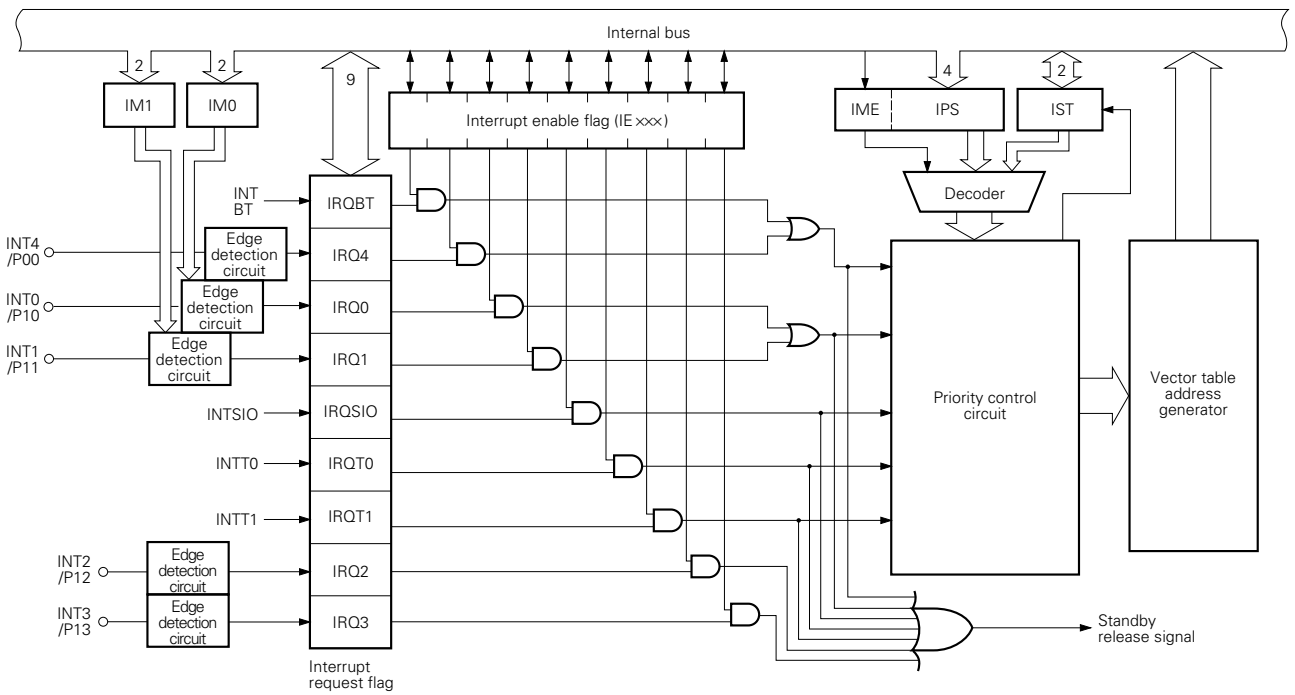 Internal bus
2
2
9
4
2
IM1
IM0
Interrupt enable flag (IE×××)
IME
IPS
IST
Decoder
INT
BT
IRQBT
INT4
/P00
Edge
detection
circuit
IRQ4
INT0
/P10
Edge
detection
circuit
IRQ0
INT1
/P11
Edge
detection
circuit
IRQ1
INTSIO
IRQSIO
INTT0
IRQT0
INTT1
IRQT1
INT2
/P12
Edge
detection
circuit
IRQ2
INT3
/P13
Edge
detection
circuit
IRQ3
Interrupt
request flag
Priority control
circuit
Vector table
address
generator
Standby
release signal